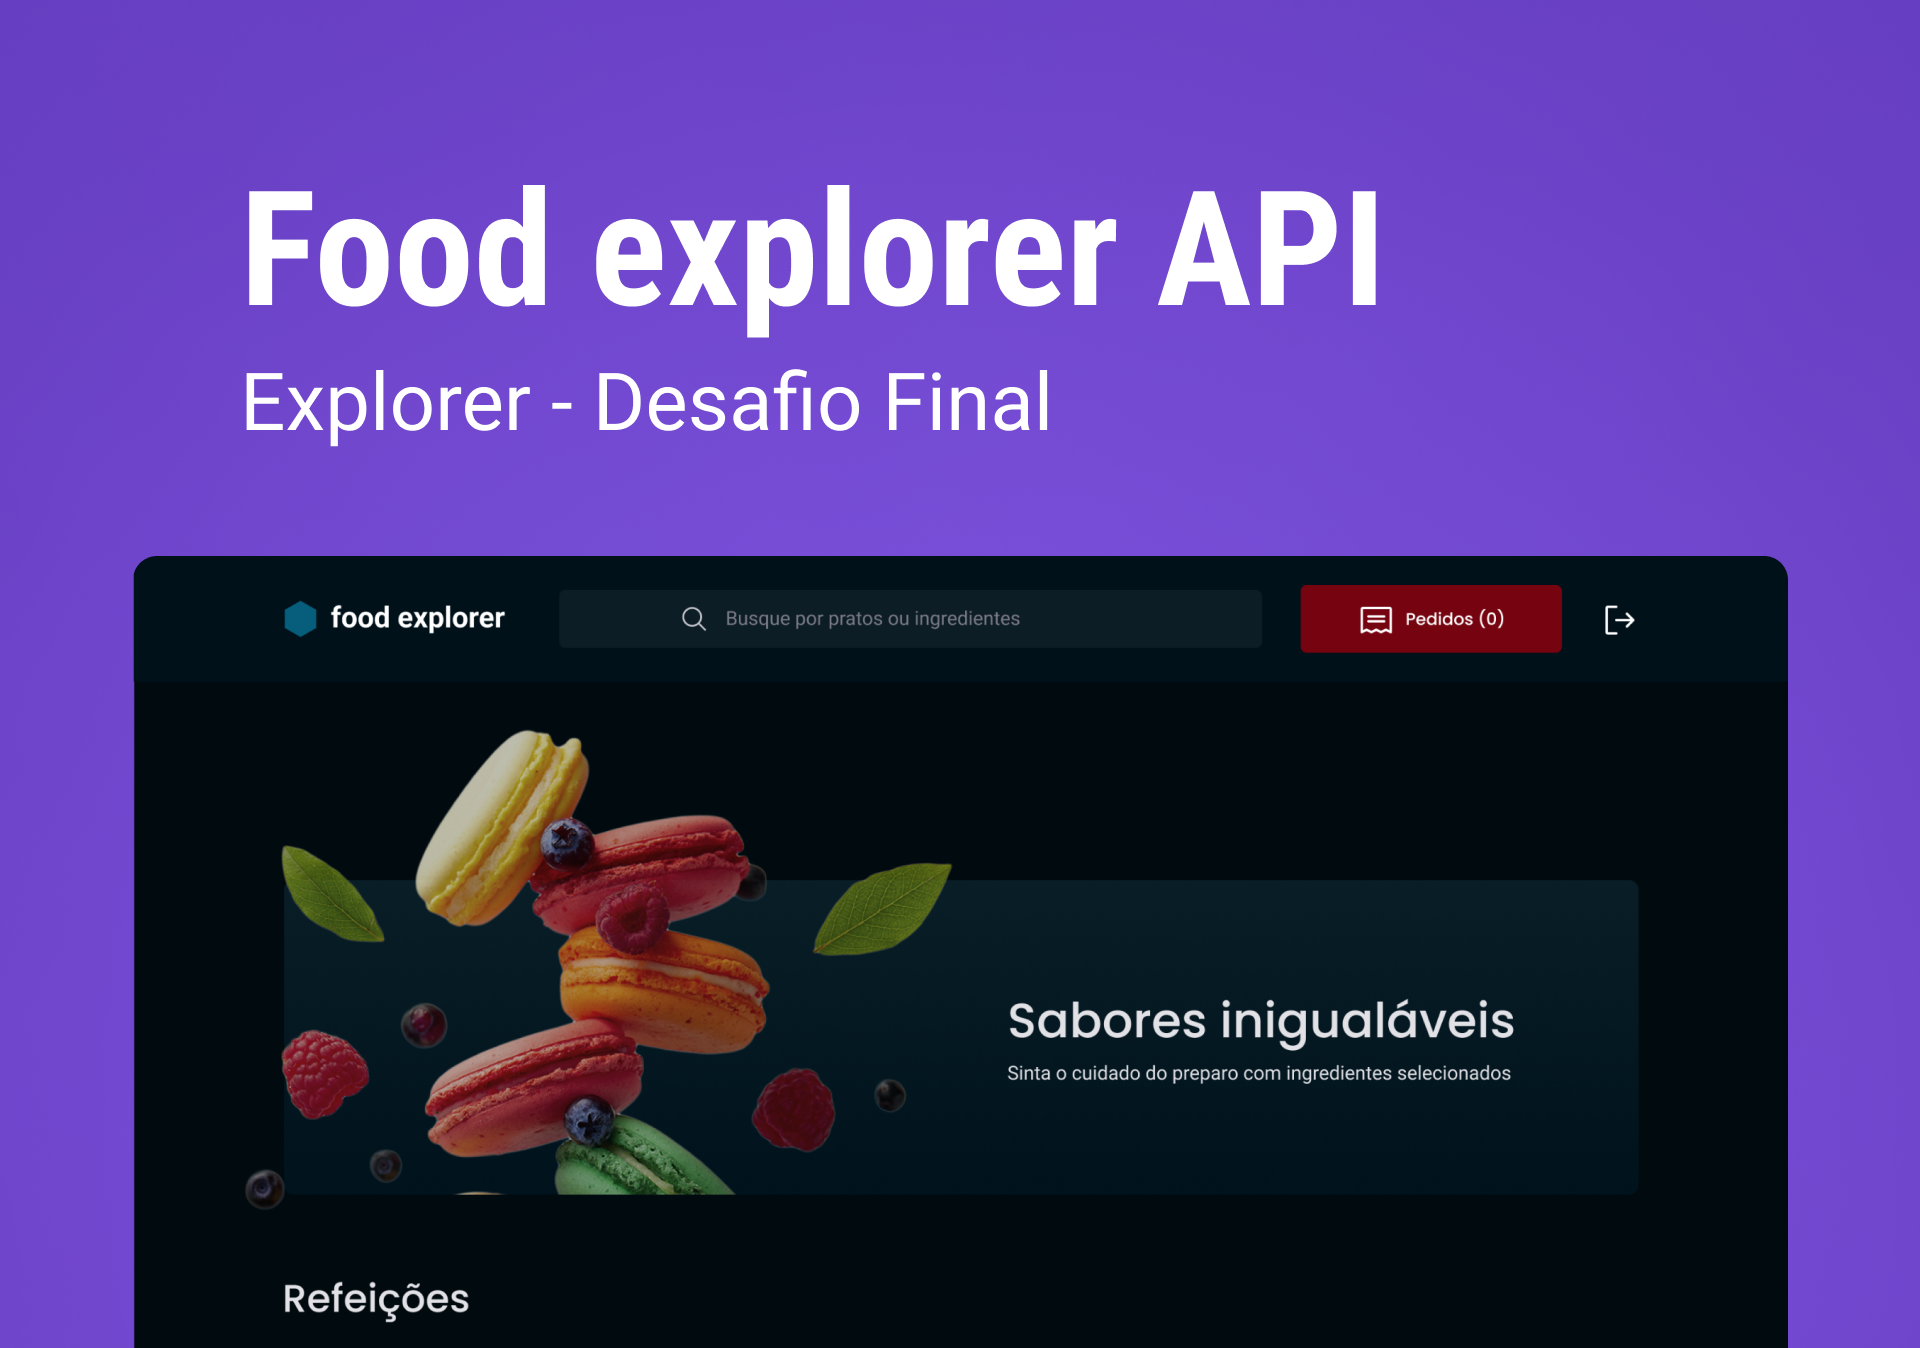 Food explorer API
Explorer - Desafio Final
food explorer
Busque por pratos ou ingredientes
Pedidos (0)
Sabores inigualáveis
Sinta o cuidado do preparo com ingredientes selecionados
Refeições